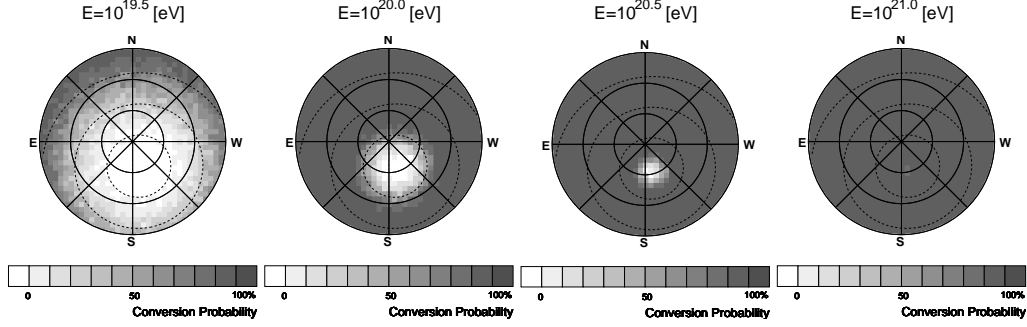 E=10^19.5 [eV]
N
E
W
S
0 50 100%
Conversion Probability
E=10^20.0 [eV]
N
E
W
S
0 50 100%
Conversion Probability
E=10^20.5 [eV]
N
E
W
S
0 50 100%
Conversion Probability
E=10^21.0 [eV]
N
E
W
S
0 50 100%
Conversion Probability